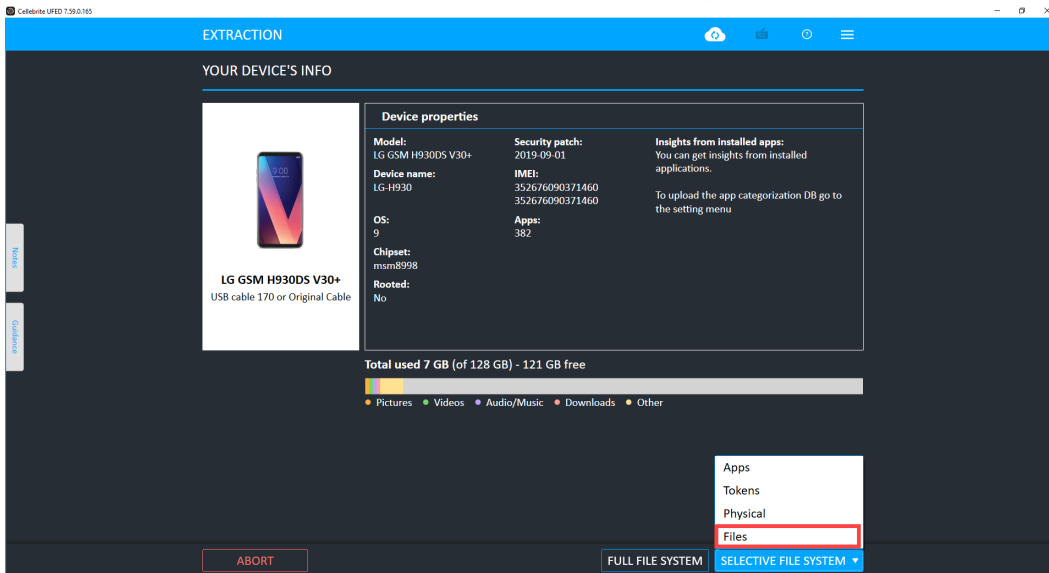 Cellebrite UFED 7.59.0.165
EXTRACTION
YOUR DEVICE'S INFO
9:00
LG GSM H930DS V30+
USB cable 170 or Original Cable
Device properties
Model:
LG GSM H930DS V30+
Device name:
LG-H930
OS:
9
Chipset:
msm8998
Rooted:
No
Security patch:
2019-09-01
IMEI:
352676090371460
352676090371460
Apps:
382
Insights from installed apps:
You can get insights from installed
applications.
To upload the app categorization DB go to
the setting menu
Notes
Guidance
Total used 7 GB (of 128 GB) - 121 GB free
Pictures Videos Audio/Music Downloads Other
Apps
Tokens
Physical
Files
ABORT FULL FILE SYSTEM SELECTIVE FILE SYSTEM